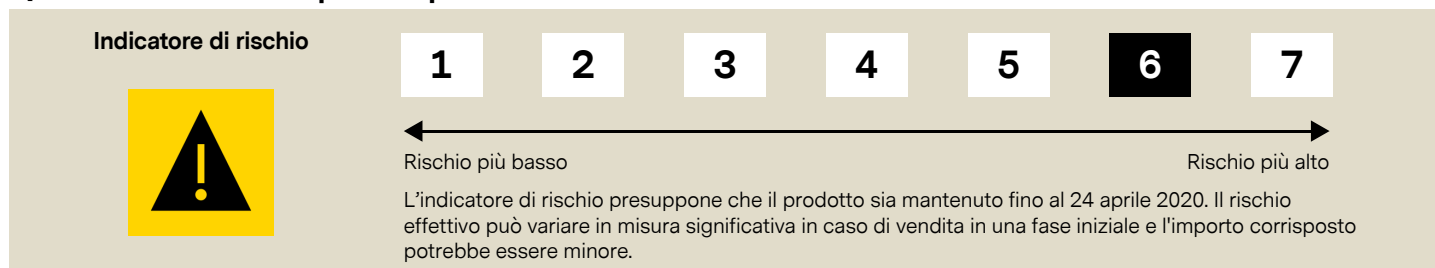 Indicatore di rischio
1 2 3 4 5 6 7
Rischio più basso Rischio più alto
L'indicatore di rischio presuppone che il prodotto sia mantenuto fino al 24 aprile 2020. Il rischio
effettivo può variare in misura significativa in caso di vendita in una fase iniziale e l'importo corrisposto
potrebbe essere minore.